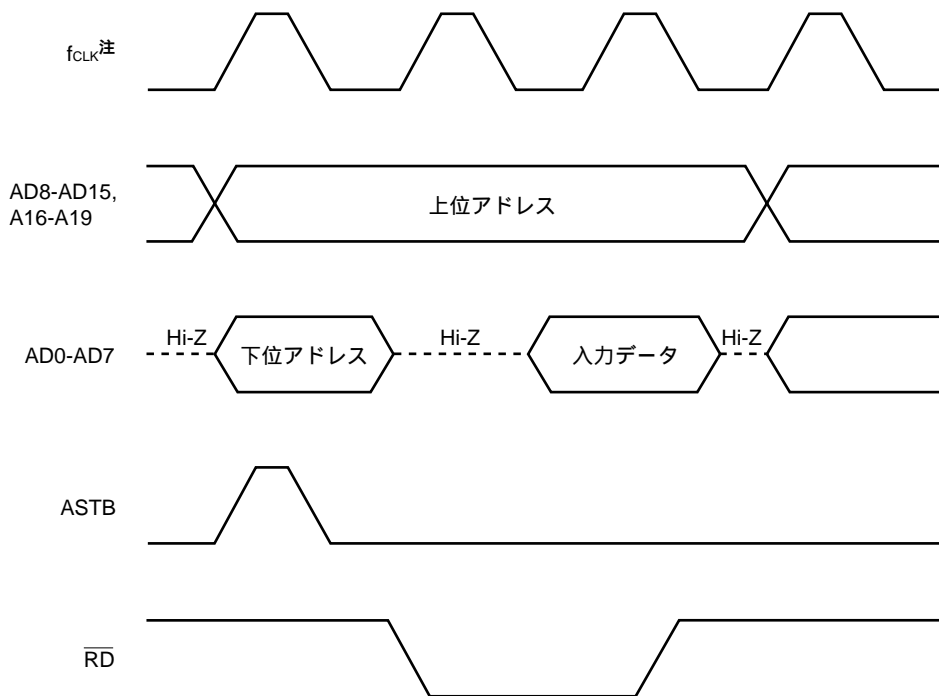 fCLK注
AD8-AD15,
A16-A19
上位アドレス
AD0-AD7
Hi-Z 下位アドレス Hi-Z 入力データ Hi-Z
ASTB
RD